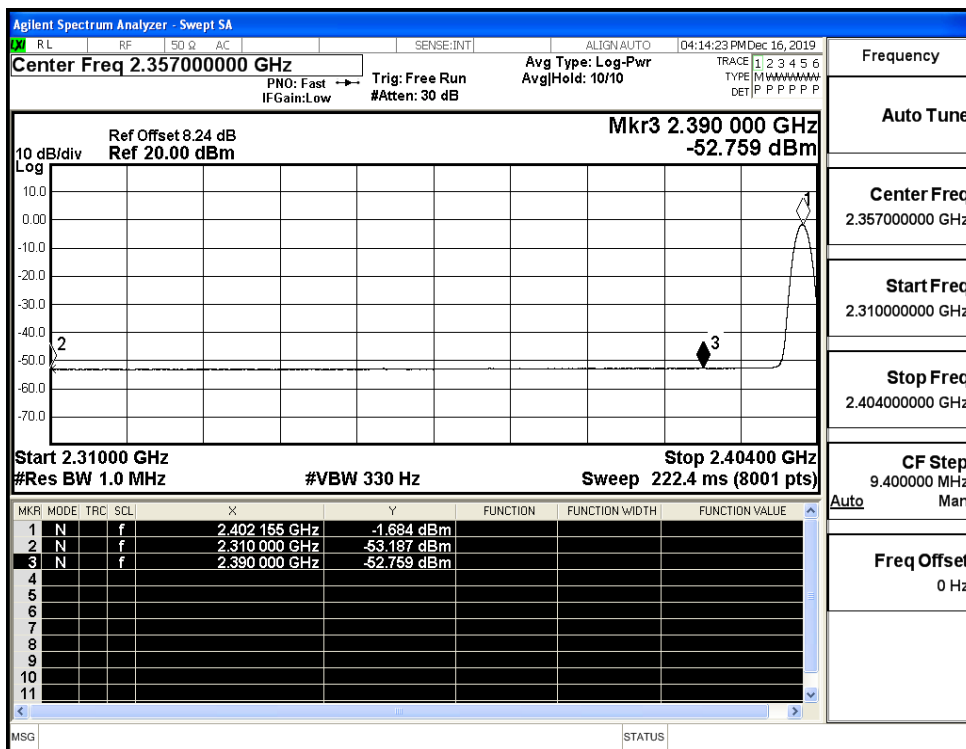 Agilent Spectrum Analyzer - Swept SA
LXI RL RF 50 Ω AC SENSE:INT ALIGN AUTO 04:14:23 PM Dec 16, 2019
Center Freq 2.357000000 GHz
PNO: Fast
IFGain:Low
Trig: Free Run
#Atten: 30 dB
Avg Type: Log-Pwr
Avg|Hold: 10/10
TRACE 1 2 3 4 5 6
TYPE M WWWWW
DET P P P P P P
Ref Offset 8.24 dB
10 dB/div Ref 20.00 dBm
Log
Mkr3 2.390 000 GHz
-52.759 dBm
10.0
0.00
-10.0
-20.0
-30.0
-40.0
-50.0
-60.0
-70.0
1
2
3
Start 2.31000 GHz Stop 2.40400 GHz
#Res BW 1.0 MHz #VBW 330 Hz Sweep 222.4 ms (8001 pts)
MKR MODE TRC SCL X Y FUNCTION FUNCTION WIDTH FUNCTION VALUE
1 N f 2.402 155 GHz -1.684 dBm
2 N f 2.310 000 GHz -53.187 dBm
3 N f 2.390 000 GHz -52.759 dBm
4
5
6
7
8
9
10
11
MSG STATUS
Frequency
Auto Tune
Center Freq
2.357000000 GHz
Start Freq
2.310000000 GHz
Stop Freq
2.404000000 GHz
CF Step
9.400000 MHz
Auto Man
Freq Offset
0 Hz